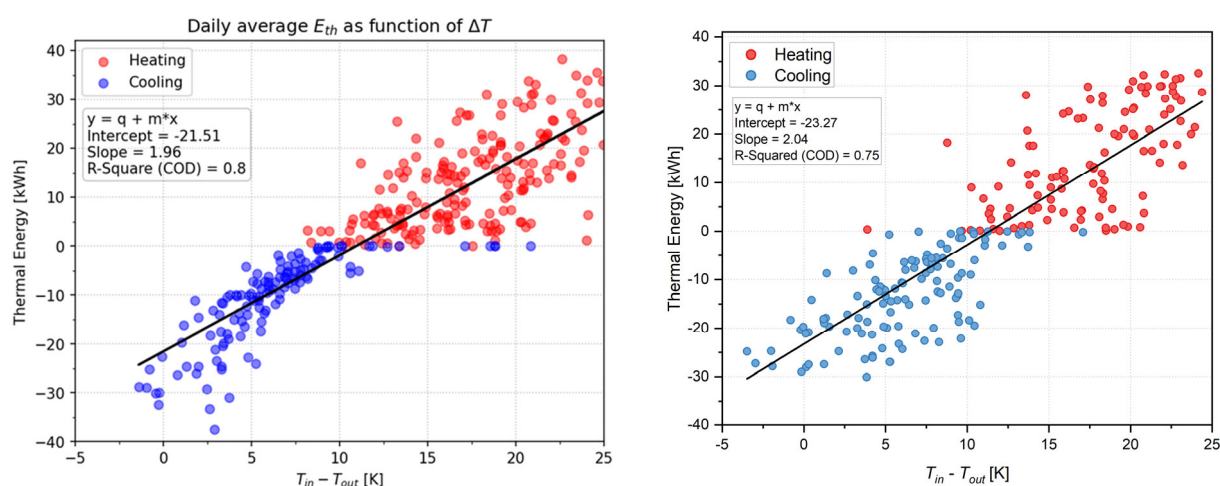 Daily average E_th as function of ΔT
Heating
Cooling
y = q + m*x
Intercept = -21.51
Slope = 1.96
R-Square (COD) = 0.8
Thermal Energy [kWh]
40
30
20
10
0
−10
−20
−30
−40
-5
0
5
10
15
20
25
T_in − T_out [K]
Heating
Cooling
y = q + m*x
Intercept = -23.27
Slope = 2.04
R-Squared (COD) = 0.75
Thermal Energy [kWh]
40
30
20
10
0
-10
-20
-30
-40
-5
0
5
10
15
20
25
T_in - T_out [K]